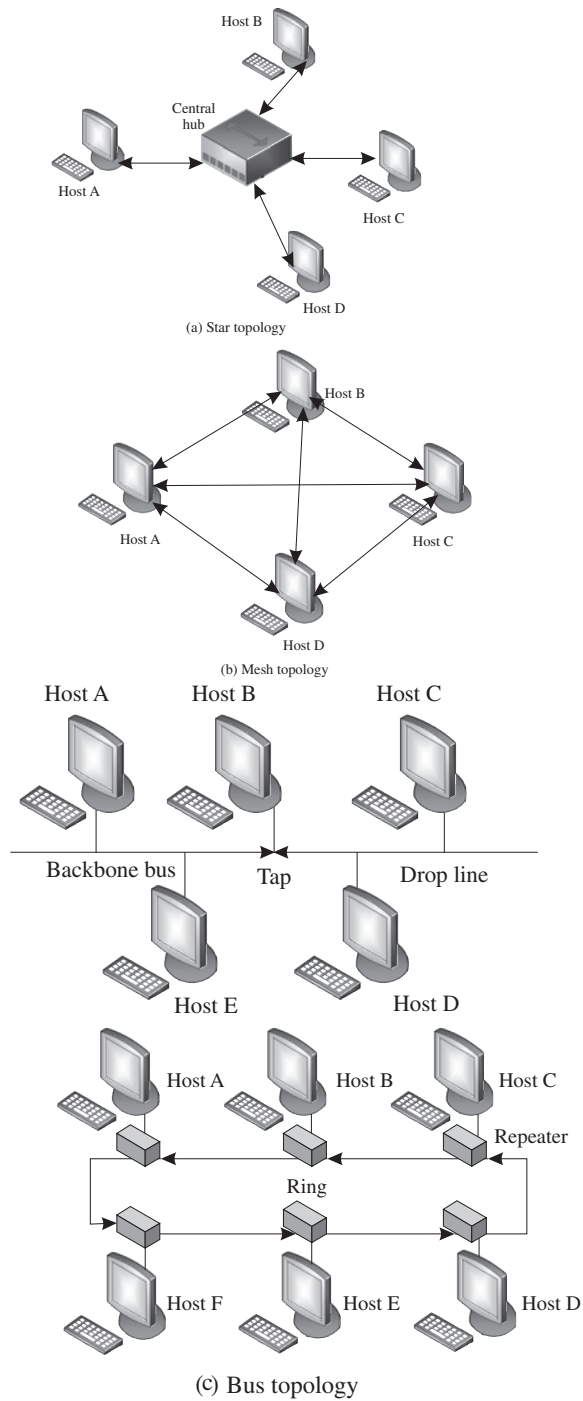 Host B
Central
hub
Host A
Host C
Host D
(a) Star topology
Host B
Host A
Host C
Host D
(b) Mesh topology
Host A
Host B
Host C
Backbone bus
Tap
Drop line
Host E
Host D
Host A
Host B
Host C
Repeater
Ring
Host F
Host E
Host D
(c) Bus topology